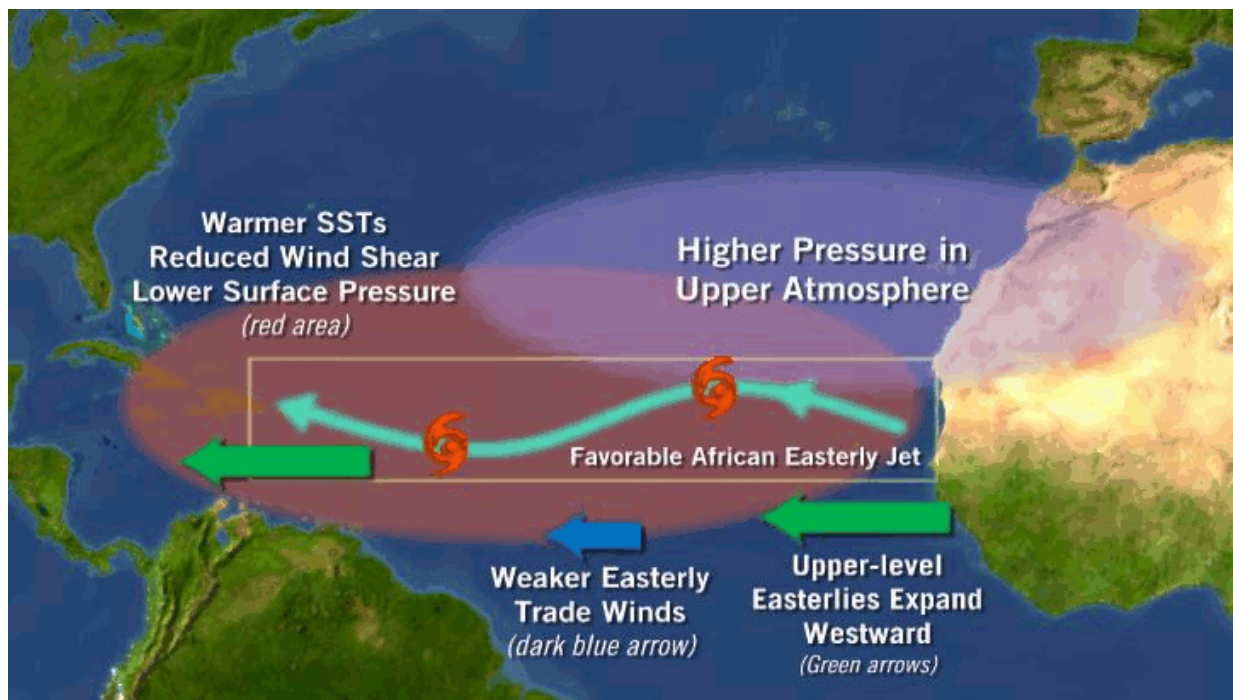 Warmer SSTs
Reduced Wind Shear
Lower Surface Pressure
(red area)
Higher Pressure in
Upper Atmosphere
Favorable African Easterly Jet
Weaker Easterly
Trade Winds
(dark blue arrow)
Upper-level
Easterlies Expand
Westward
(Green arrows)